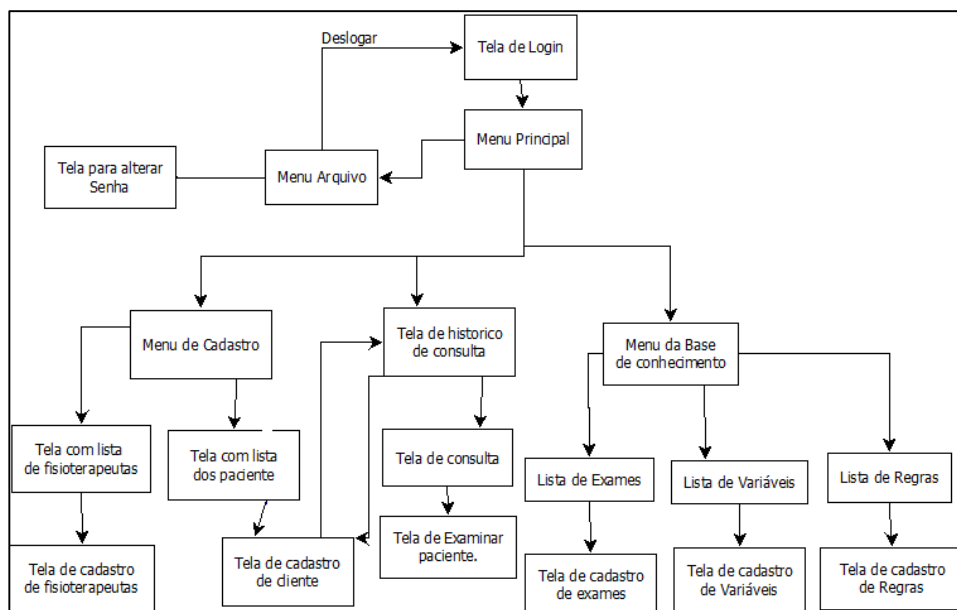 Deslogar
Tela de Login
Menu Principal
Tela para alterar
Senha
Menu Arquivo
Menu de Cadastro
Tela de historico
de consulta
Menu da Base
de conhecimento
Tela com lista
de fisioterapeutas
Tela com lista
dos paciente
Tela de consulta
Lista de Exames
Lista de Variáveis
Lista de Regras
Tela de cadastro
de fisioterapeutas
Tela de cadastro
de cliente
Tela de Examinar
paciente.
Tela de cadastro
de exames
Tela de cadastro
de Variáveis
Tela de cadastro
de Regras